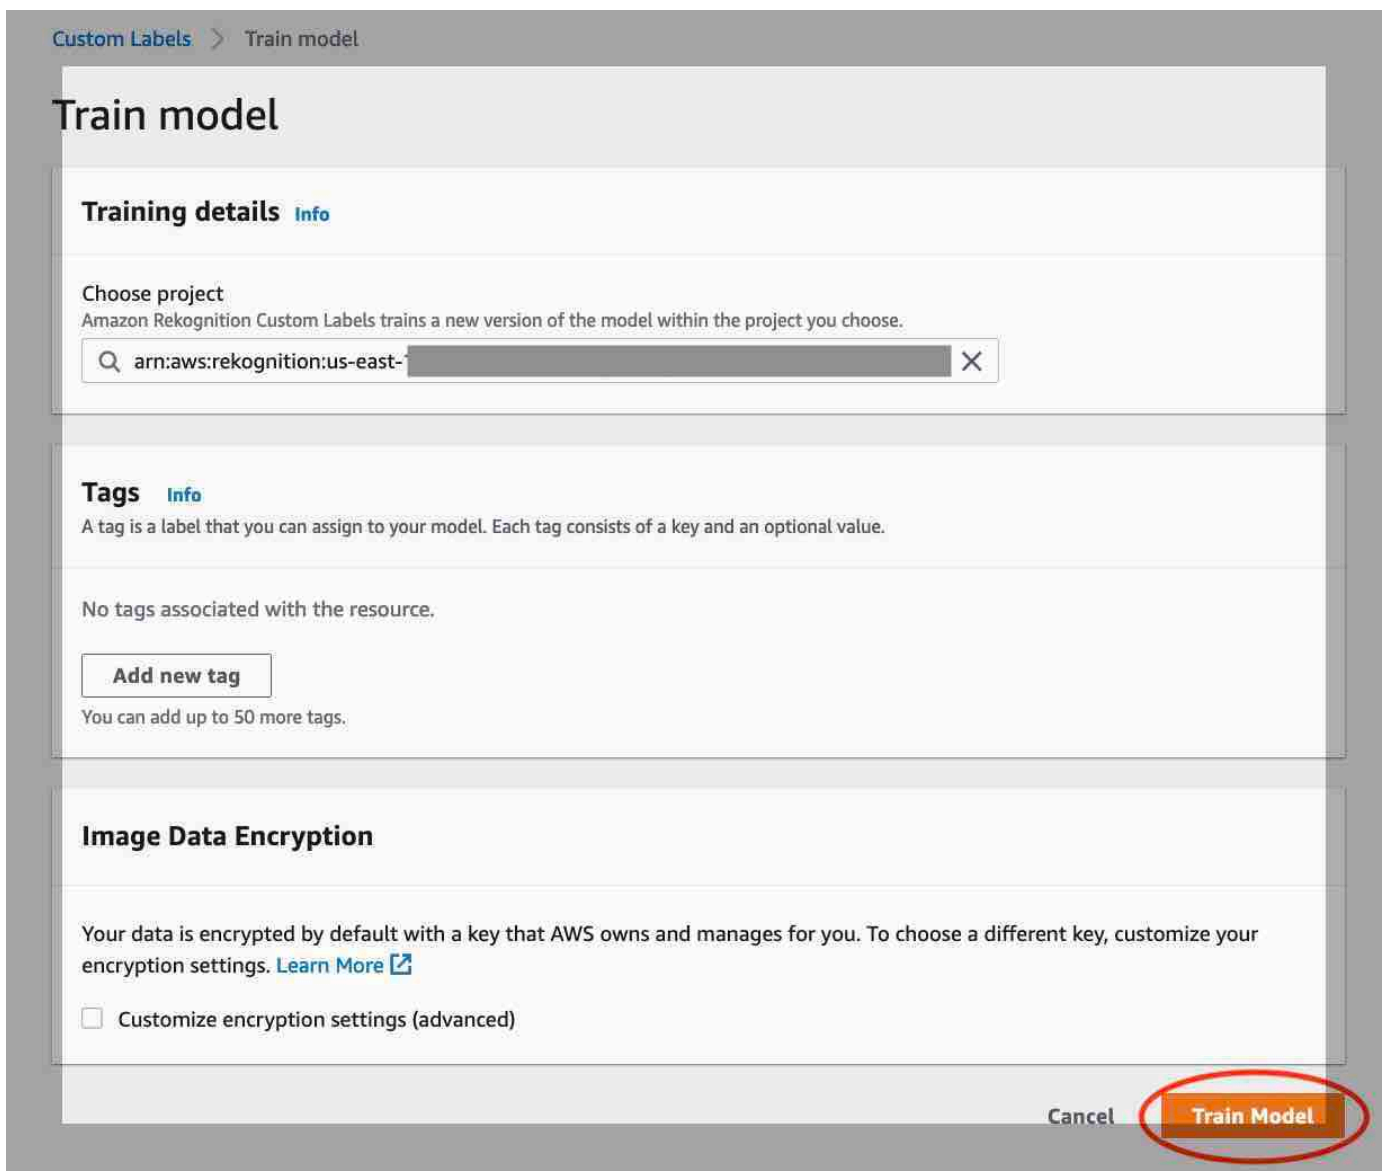 Custom Labels > Train model
Train model
Training details Info
Choose project
Amazon Rekognition Custom Labels trains a new version of the model within the project you choose.
arn:aws:rekognition:us-east-
Tags Info
A tag is a label that you can assign to your model. Each tag consists of a key and an optional value.
No tags associated with the resource.
Add new tag
You can add up to 50 more tags.
Image Data Encryption
Your data is encrypted by default with a key that AWS owns and manages for you. To choose a different key, customize your
encryption settings. Learn More
Customize encryption settings (advanced)
Cancel Train Model